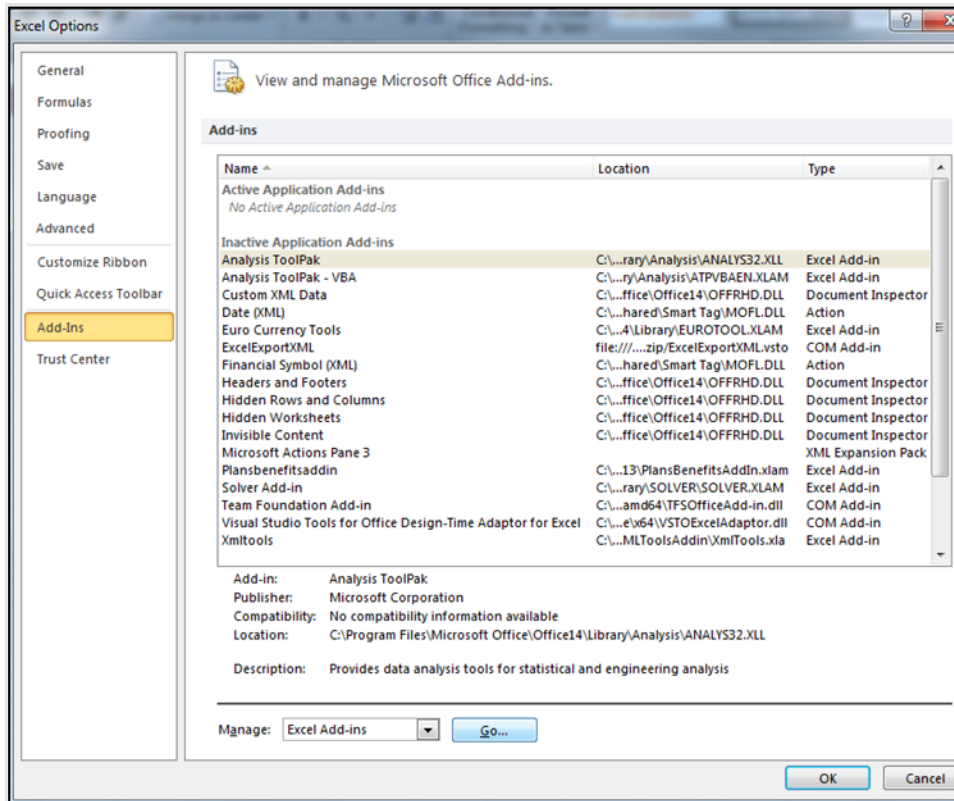 Excel Options
General
Formulas
Proofing
Save
Language
Advanced
Customize Ribbon
Quick Access Toolbar
Add-Ins
Trust Center
View and manage Microsoft Office Add-ins.
Add-ins
Name Location Type
Active Application Add-ins
No Active Application Add-ins
Inactive Application Add-ins
Analysis ToolPak C:\...rary\Analysis\ANALYS32.XLL Excel Add-in
Analysis ToolPak - VBA C:\...ry\Analysis\ATPVBAEN.XLAM Excel Add-in
Custom XML Data C:\...ffice\Office14\OFFRHD.DLL Document Inspector
Date (XML) C:\...hared\Smart Tag\MOFL.DLL Action
Euro Currency Tools C:\...4\Library\EUROTOOL.XLAM Excel Add-in
ExcelExportXML file:///....zip/ExcelExportXML.vsto COM Add-in
Financial Symbol (XML) C:\...hared\Smart Tag\MOFL.DLL Action
Headers and Footers C:\...ffice\Office14\OFFRHD.DLL Document Inspector
Hidden Rows and Columns C:\...ffice\Office14\OFFRHD.DLL Document Inspector
Hidden Worksheets C:\...ffice\Office14\OFFRHD.DLL Document Inspector
Invisible Content C:\...ffice\Office14\OFFRHD.DLL Document Inspector
Microsoft Actions Pane 3 XML Expansion Pack
Plansbenefitsaddin C:\...13\PlansBenefitsAddIn.xlam Excel Add-in
Solver Add-in C:\...rary\SOLVER\SOLVER.XLAM Excel Add-in
Team Foundation Add-in C:\...amd64\TFSOfficeAdd-in.dll COM Add-in
Visual Studio Tools for Office Design-Time Adaptor for Excel C:\...e\x64\VSTOExcelAdaptor.dll COM Add-in
Xmltools C:\...MLToolsAddin\XmlTools.xla Excel Add-in
Add-in: Analysis ToolPak
Publisher: Microsoft Corporation
Compatibility: No compatibility information available
Location: C:\Program Files\Microsoft Office\Office14\Library\Analysis\ANALYS32.XLL
Description: Provides data analysis tools for statistical and engineering analysis
Manage: Excel Add-ins Go...
OK Cancel